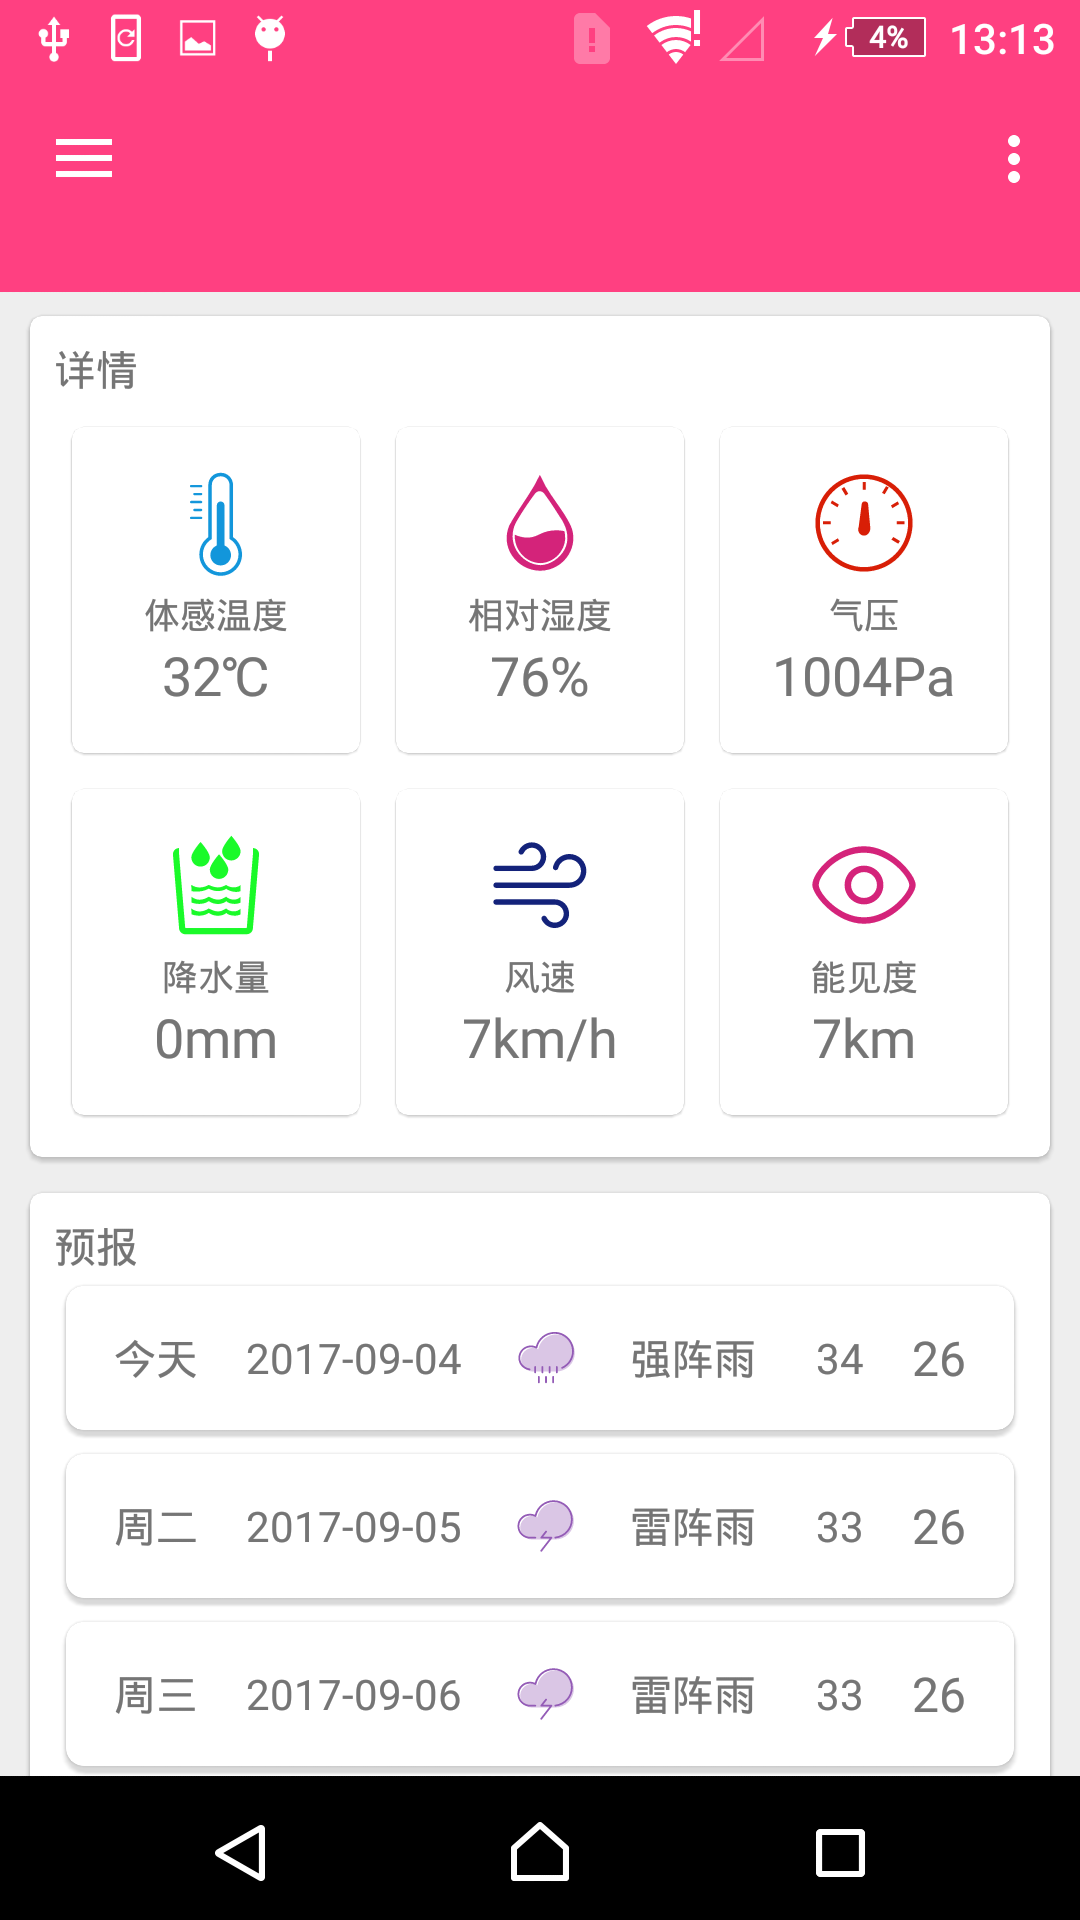 4% 13:13
详情
体感温度 相对湿度 气压
32℃ 76% 1004Pa
降水量 风速 能见度
0mm 7km/h 7km
预报
今天 2017-09-04 强阵雨 34 26
周二 2017-09-05 雷阵雨 33 26
周三 2017-09-06 雷阵雨 33 26